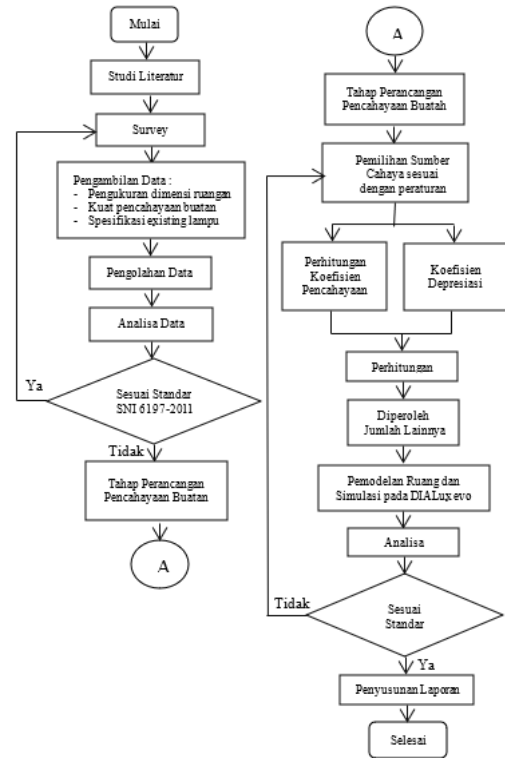 Mulai
Studi Literatur
Survey
Pengambilan Data :
- Pengukuran dimensi ruangan
- Kuat pencahayaan buatan
- Spesifikasi existing lampu
Pengolahan Data
Analisa Data
Ya
Sesuai Standar
SNI 6197-2011
Tidak
Tahap Perancangan
Pencahayaan Buatan
A
A
Tahap Perancangan
Pencahayaan Buatah
Pemilihan Sumber
Cahaya sesuai
dengan peraturan
Perhitungan
Koefisien
Pencahayaan
Koefisien
Depresiasi
Perhitungan
Diperoleh
Jumlah Lainnya
Pemodelan Ruang dan
Simulasi pada DIALux evo
Analisa
Tidak
Sesuai
Standar
Ya
Penyusunan Laporan
Selesai